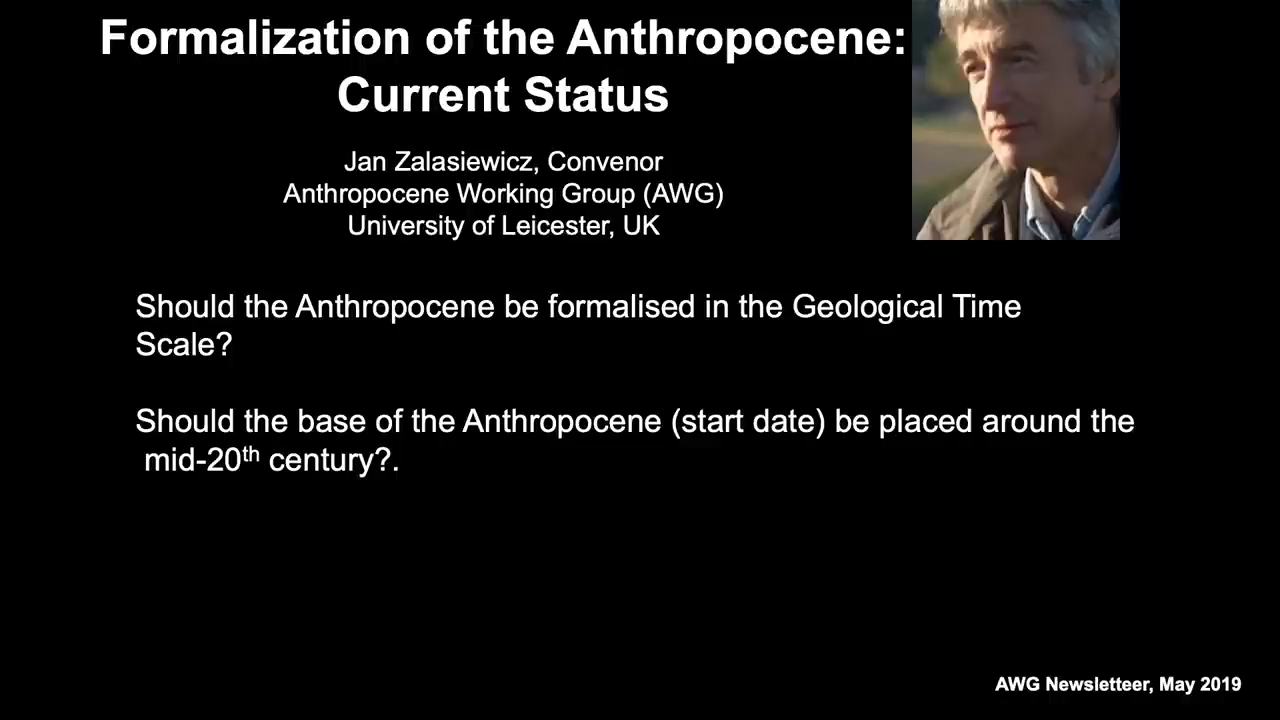 Formalization of the Anthropocene:
Current Status
Jan Zalasiewicz, Convenor
Anthropocene Working Group (AWG)
University of Leicester, UK
Should the Anthropocene be formalised in the Geological Time
Scale?
Should the base of the Anthropocene (start date) be placed around the
mid-20th century?.
AWG Newsletteer, May 2019